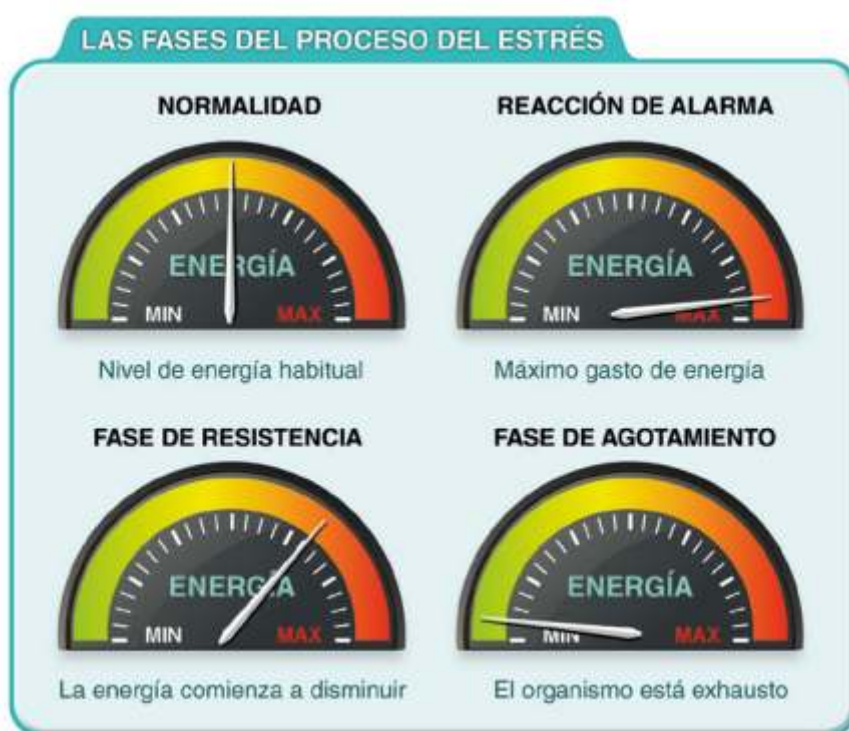 LAS FASES DEL PROCESO DEL ESTRÉS
NORMALIDAD
ENERGÍA
MIN MAX
Nivel de energía habitual
REACCIÓN DE ALARMA
ENERGÍA
MIN MAX
Máximo gasto de energía
FASE DE RESISTENCIA
ENERGÍA
MIN MAX
La energía comienza a disminuir
FASE DE AGOTAMIENTO
ENERGÍA
MIN MAX
El organismo está exhausto